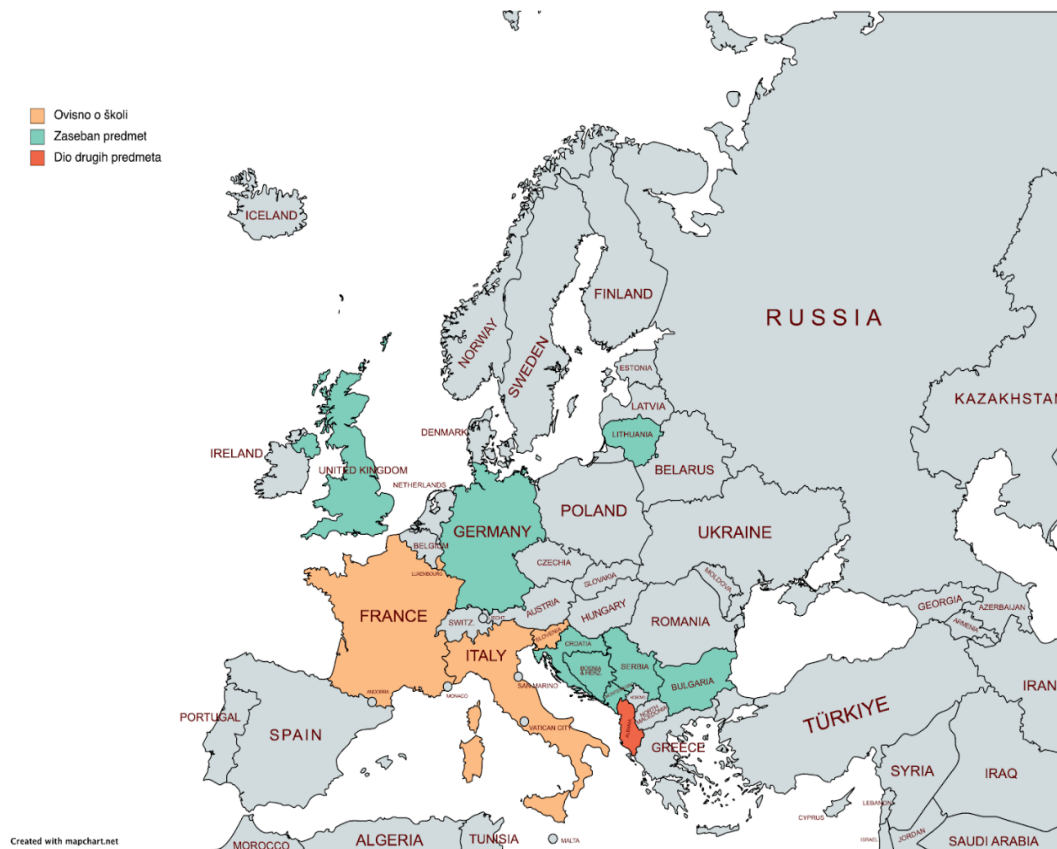 Ovisno o školi
Zaseban predmet
Dio drugih predmeta
ICELAND
FINLAND
RUSSIA
NORWAY
SWEDEN
ESTONIA
KAZAKHSTAN
LATVIA
DENMARK
LITHUANIA
IRELAND
UNITED KINGDOM
BELARUS
NETHERLANDS
POLAND
GERMANY
UKRAINE
BELGIUM
CZECHIA
LUXEMBOURG
SLOVAKIA
MOLDOVA
AUSTRIA
HUNGARY
GEORGIA
AZERBAIJAN
FRANCE
SWITZ.
ROMANIA
ARMENIA
SLOVENIA
ITALY
CROATIA
BOSNIA
& HERZ.
SERBIA
BULGARIA
SAN MARINO
IRAN
ANDORRA
MONACO
KOSOVO
NORTH
MACEDONIA
TÜRKIYE
PORTUGAL
SPAIN
VATICAN CITY
ALBANIA
GREECE
SYRIA
IRAQ
LEBANON
CYPRUS
ISRAEL
JORDAN
SAUDI ARABIA
MOROCCO
ALGERIA
TUNISIA
MALTA
Created with mapchart.net